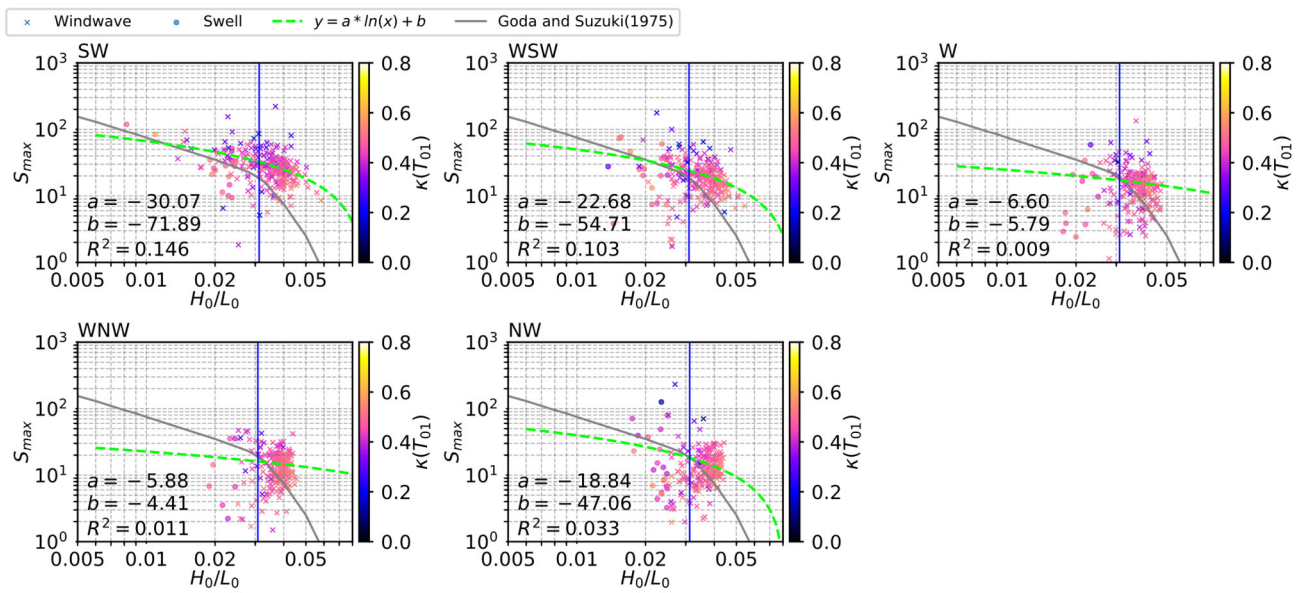 Windwave Swell y = a * ln(x) + b Goda and Suzuki(1975)
SW
10³
10²
10¹
10⁰
S_max
a = −30.07
b = −71.89
R² = 0.146
0.005 0.01 0.02 0.05
H₀/L₀
0.8
0.6
0.4
0.2
0.0
κ(T₀₁)
WSW
10³
10²
10¹
10⁰
S_max
a = −22.68
b = −54.71
R² = 0.103
0.005 0.01 0.02 0.05
H₀/L₀
0.8
0.6
0.4
0.2
0.0
κ(T₀₁)
W
10³
10²
10¹
10⁰
S_max
a = −6.60
b = −5.79
R² = 0.009
0.005 0.01 0.02 0.05
H₀/L₀
0.8
0.6
0.4
0.2
0.0
κ(T₀₁)
WNW
10³
10²
10¹
10⁰
S_max
a = −5.88
b = −4.41
R² = 0.011
0.005 0.01 0.02 0.05
H₀/L₀
0.8
0.6
0.4
0.2
0.0
κ(T₀₁)
NW
10³
10²
10¹
10⁰
S_max
a = −18.84
b = −47.06
R² = 0.033
0.005 0.01 0.02 0.05
H₀/L₀
0.8
0.6
0.4
0.2
0.0
κ(T₀₁)